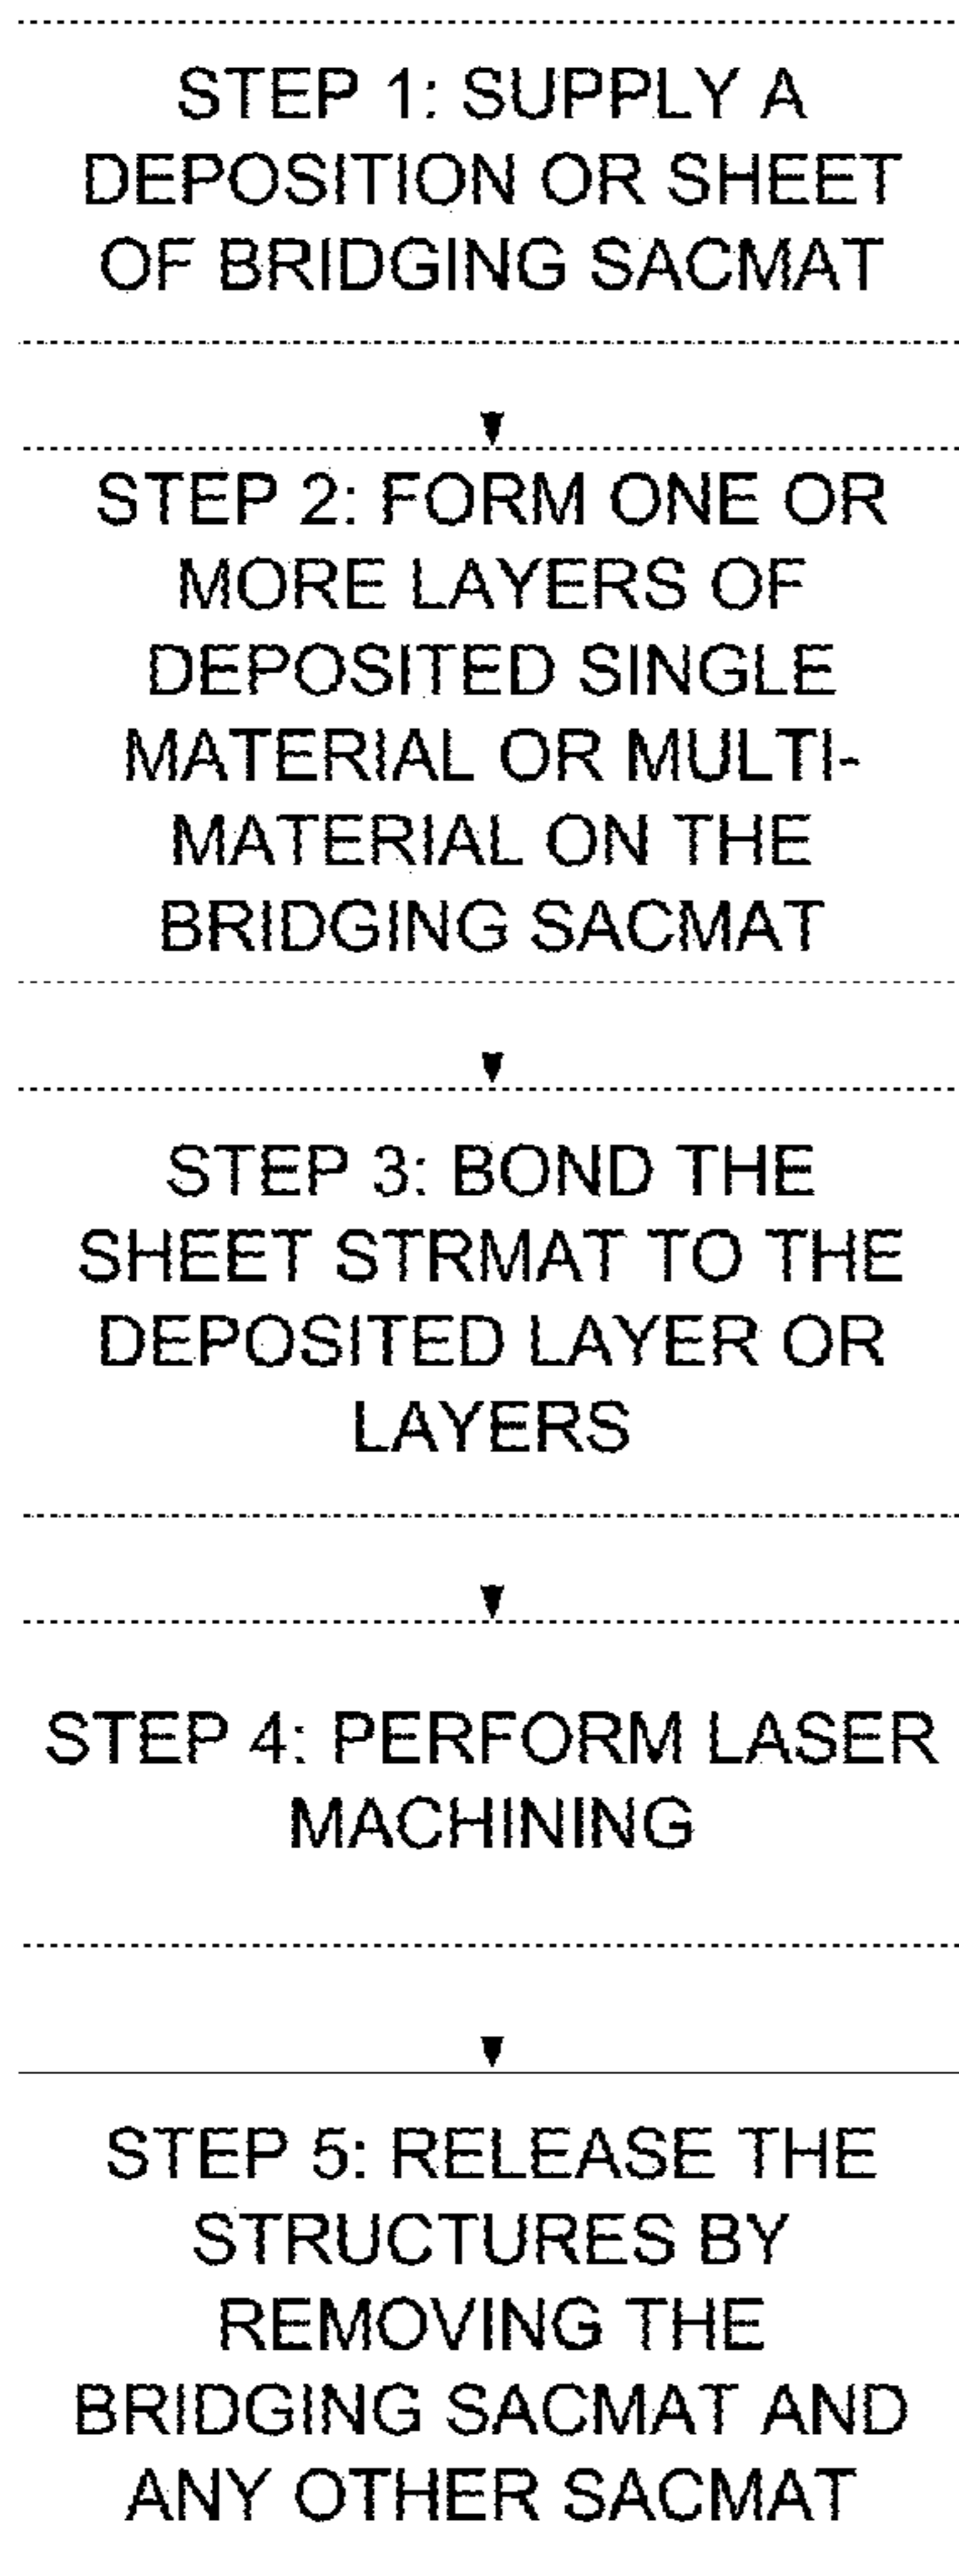 STEP 1: SUPPLY A
DEPOSITION OR SHEET
OF BRIDGING SACMAT
STEP 2: FORM ONE OR
MORE LAYERS OF
DEPOSITED SINGLE
MATERIAL OR MULTI-
MATERIAL ON THE
BRIDGING SACMAT
STEP 3: BOND THE
SHEET STRMAT TO THE
DEPOSITED LAYER OR
LAYERS
STEP 4: PERFORM LASER
MACHINING
STEP 5: RELEASE THE
STRUCTURES BY
REMOVING THE
BRIDGING SACMAT AND
ANY OTHER SACMAT